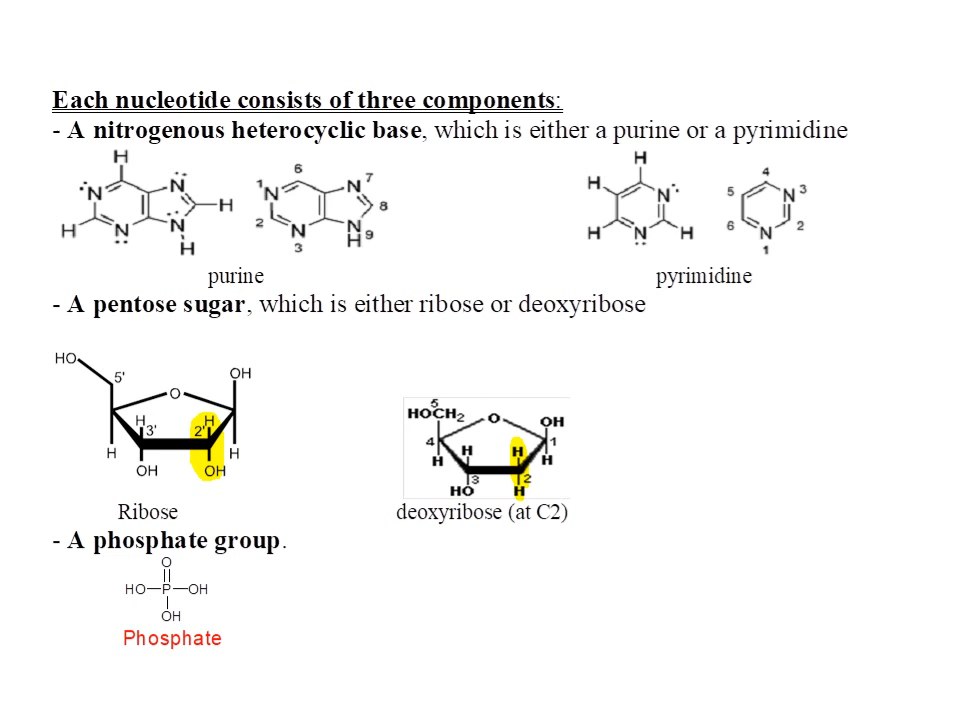 Each nucleotide consists of three components:
- A nitrogenous heterocyclic base, which is either a purine or a pyrimidine
H
N N H
H N N
H
6
1 N N 7
2 8
N N 9
3 H
H
H N
H N H
4
5 N 3
6 N 2
1
purine pyrimidine
- A pentose sugar, which is either ribose or deoxyribose
HO
5' OH
O
H 3' 2' H
H H
OH OH
5
HOCH2 O OH
4 H H 1
H H
3 2
HO H
Ribose deoxyribose (at C2)
- A phosphate group.
O
HO P OH
OH
Phosphate